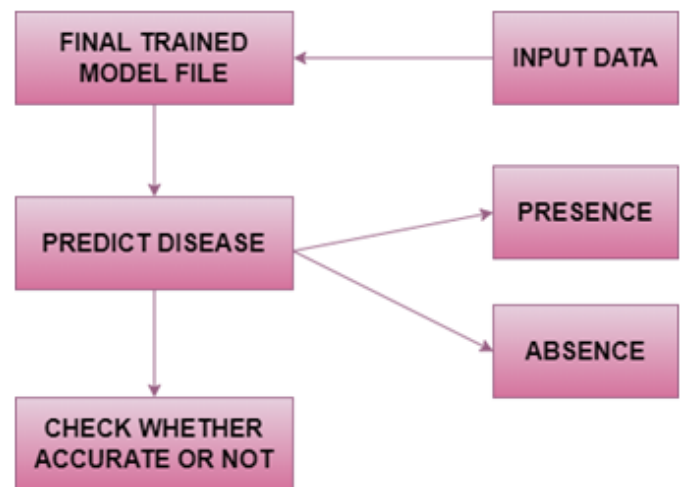 FINAL TRAINED
MODEL FILE
INPUT DATA
PREDICT DISEASE
PRESENCE
ABSENCE
CHECK WHETHER
ACCURATE OR NOT